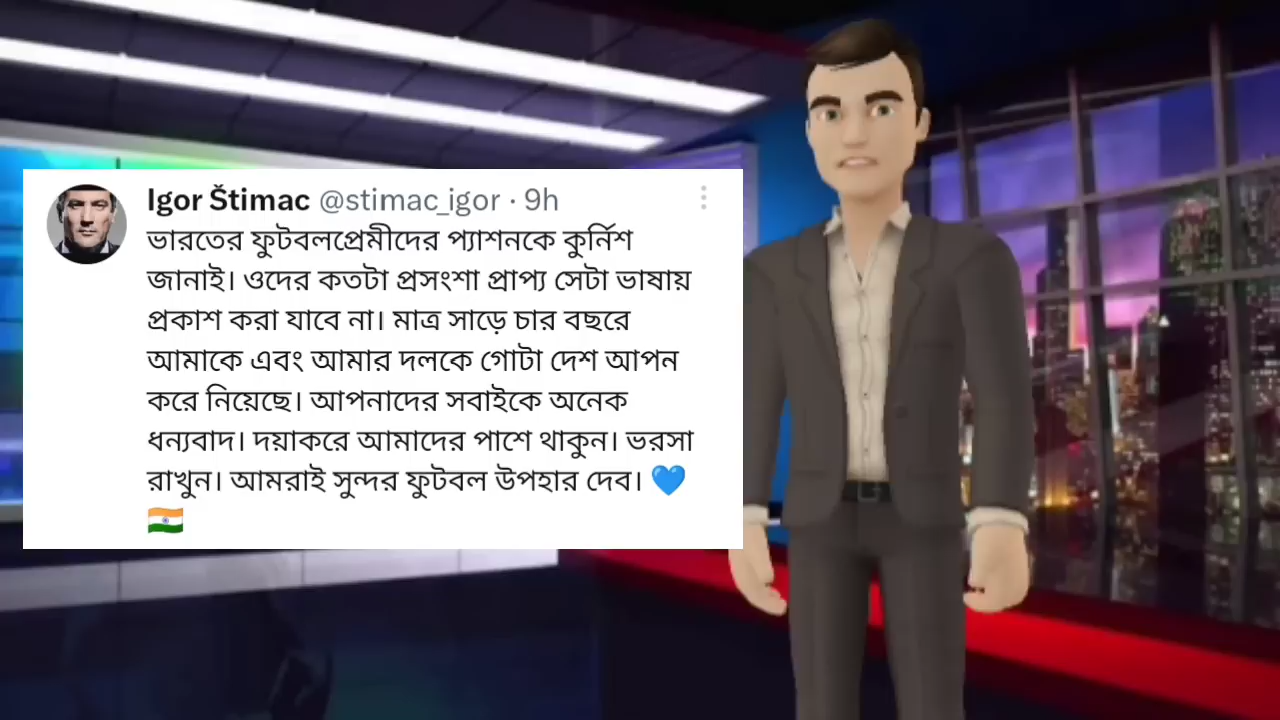 Igor Štimac @stimac_igor · 9h
ভারতের ফুটবলপ্রেমীদের প্যাশনকে কুর্নিশ
জানাই। ওদের কতটা প্রসংশা প্রাপ্য সেটা ভাষায়
প্রকাশ করা যাবে না। মাত্র সাড়ে চার বছরে
আমাকে এবং আমার দলকে গোটা দেশ আপন
করে নিয়েছে। আপনাদের সবাইকে অনেক
ধন্যবাদ। দয়াকরে আমাদের পাশে থাকুন। ভরসা
রাখুন। আমরাই সুন্দর ফুটবল উপহার দেব। 💙
🇮🇳